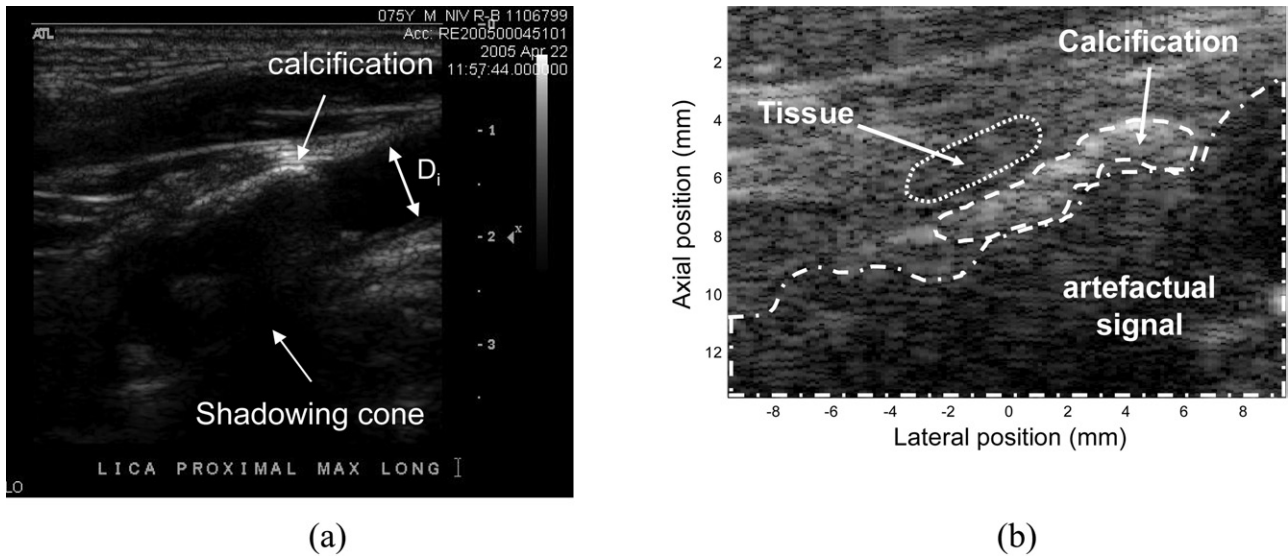 075Y M NIV R-B 1106799
Acc: RE200500045101
2005 Apr 22
11:57:44.000000
ATL
0
calcification
1
Di
x
2
3
Shadowing cone
LICA PROXIMAL MAX LONG
LO
(a)
Calcification
Tissue
artefactual
signal
Axial position (mm)
2
4
6
8
10
12
-8 -6 -4 -2 0 2 4 6 8
Lateral position (mm)
(b)